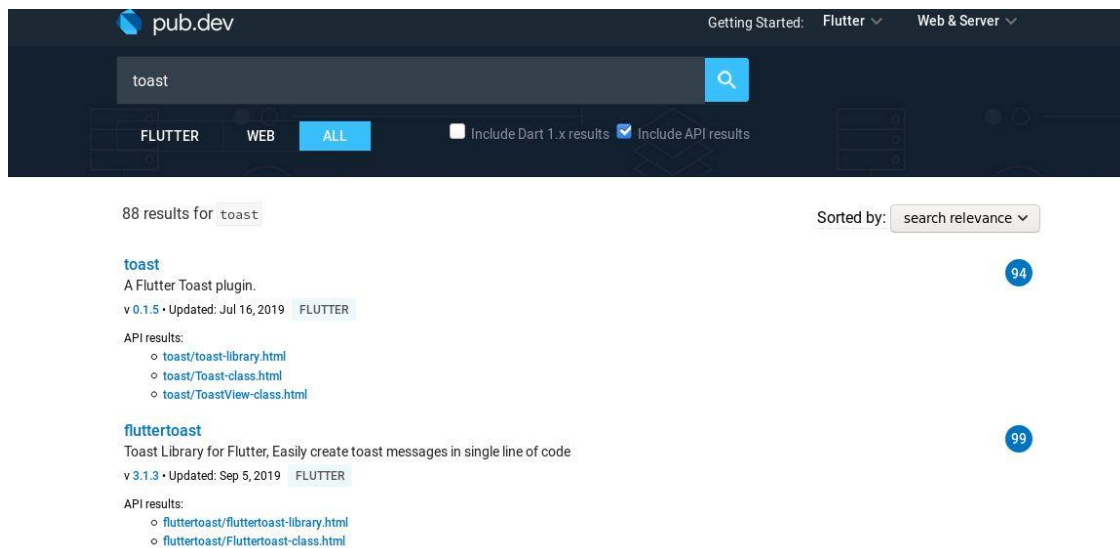 pub.dev
Getting Started: Flutter Web & Server
toast
FLUTTER WEB ALL Include Dart 1.x results Include API results
88 results for toast
Sorted by: search relevance
toast
94
A Flutter Toast plugin.
v 0.1.5 • Updated: Jul 16, 2019 FLUTTER
API results:
toast/toast-library.html
toast/Toast-class.html
toast/ToastView-class.html
fluttertoast
99
Toast Library for Flutter, Easily create toast messages in single line of code
v 3.1.3 • Updated: Sep 5, 2019 FLUTTER
API results:
fluttertoast/fluttertoast-library.html
fluttertoast/Fluttertoast-class.html